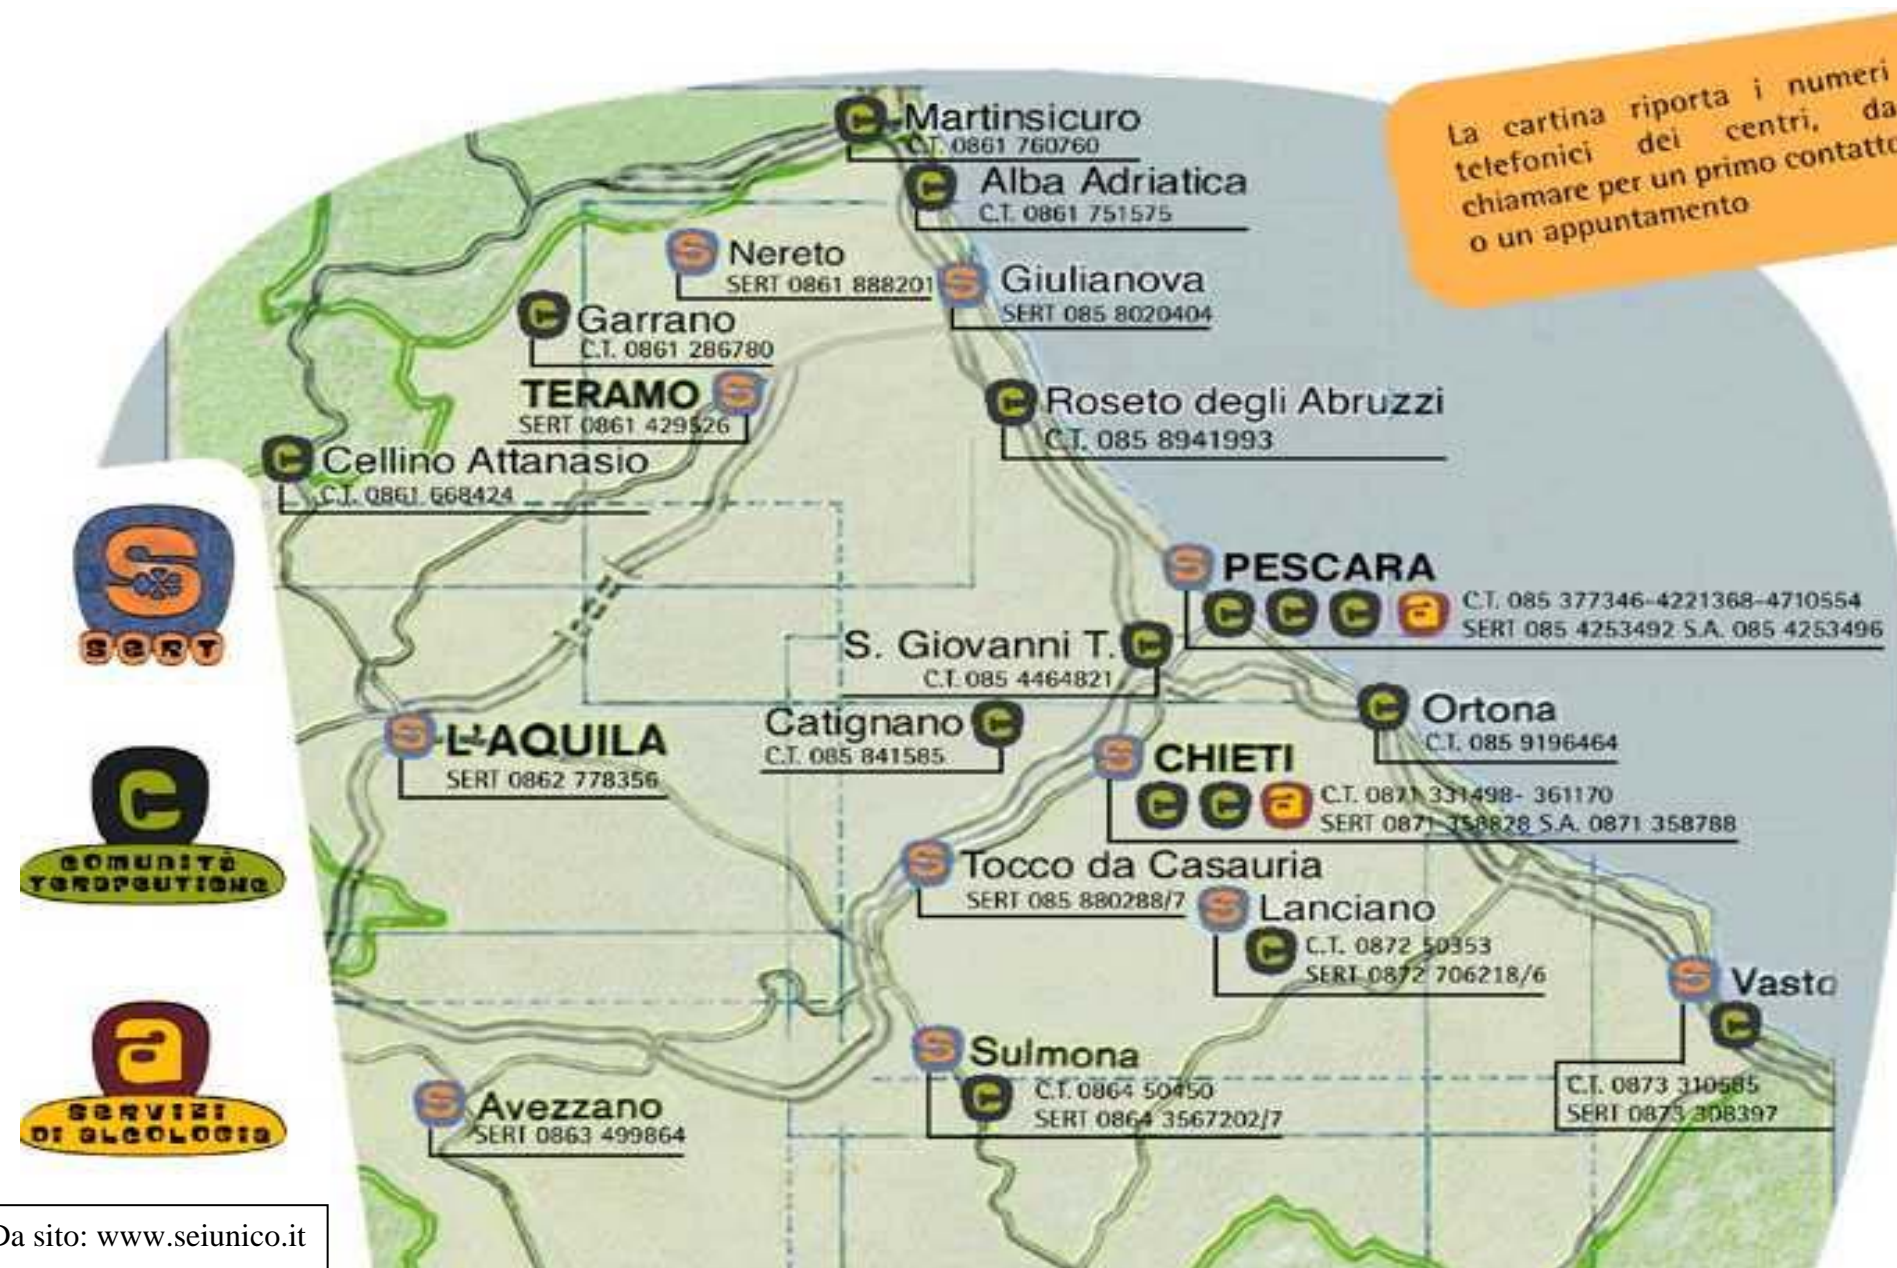 La cartina riporta i numeri
telefonici dei centri, da
chiamare per un primo contatto
o un appuntamento
Martinsicuro
C.T. 0861 760760
Alba Adriatica
C.T. 0861 751575
Nereto
SERT 0861 888201
Giulianova
SERT 085 8020404
Garrano
C.T. 0861 286780
TERAMO
SERT 0861 429526
Roseto degli Abruzzi
C.T. 085 8941993
Cellino Attanasio
C.T. 0861 668424
PESCARA
C.T. 085 377346-4221368-4710554
SERT 085 4253492 S.A. 085 4253496
S. Giovanni T.
C.T. 085 4464821
Ortona
C.T. 085 9196464
Catignano
C.T. 085 841585
L'AQUILA
SERT 0862 778356
CHIETI
C.T. 0871 331498- 361170
SERT 0871 358828 S.A. 0871 358788
Tocco da Casauria
SERT 085 880288/7
Lanciano
C.T. 0872 50353
SERT 0872 706218/6
Vasto
C.T. 0873 310585
SERT 0873 308397
Sulmona
C.T. 0864 50450
SERT 0864 3567202/7
Avezzano
SERT 0863 499864
S
SERT
C
COMUNITÀ
TERAPEUTICHE
a
SERVIZI
DI ALCOLOGIA
Da sito: www.seiunico.it